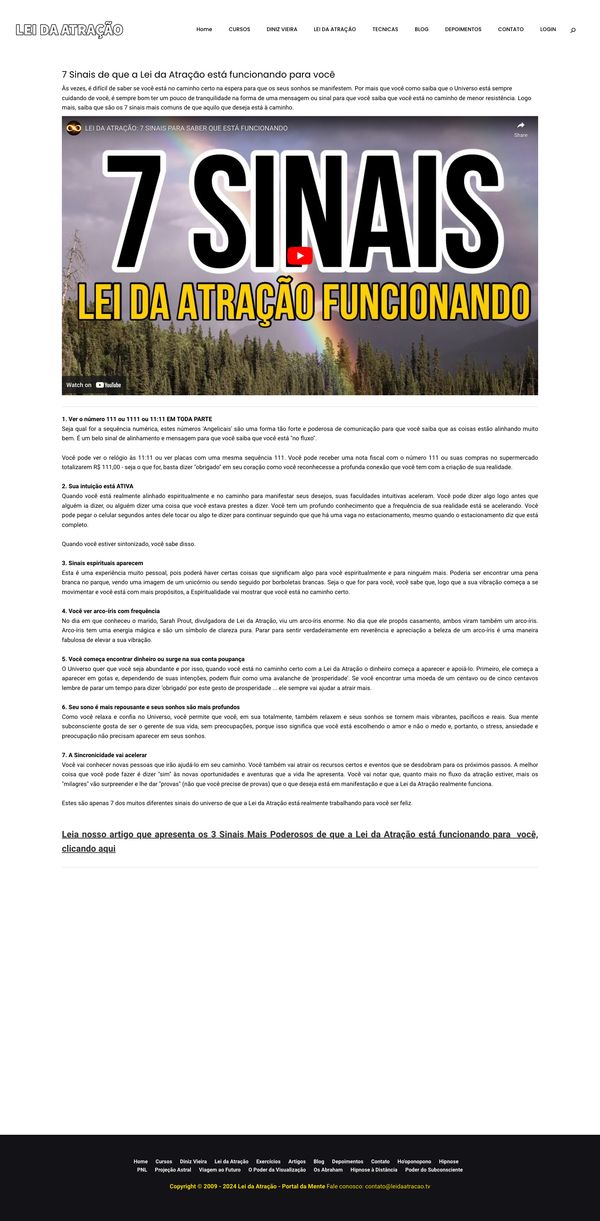 LEI DA ATRAÇÃO
Home CURSOS DINIZ VIEIRA LEI DA ATRAÇÃO TECNICAS BLOG DEPOIMENTOS CONTATO LOGIN
7 Sinais de que a Lei da Atração está funcionando para você
Às vezes, é difícil de saber se você está no caminho certo na espera para que os seus sonhos se manifestem. Por mais que você como saiba que o Universo está sempre
cuidando de você, é sempre bom ter um pouco de tranquilidade na forma de uma mensagem ou sinal para que você saiba que você está no caminho de menor resistência. Logo
mais, saiba que são os 7 sinais mais comuns de que aquilo que deseja está à caminho.
LEI DA ATRAÇÃO: 7 SINAIS PARA SABER QUE ESTÁ FUNCIONANDO
Share
7 SINAIS
LEI DA ATRAÇÃO FUNCIONANDO
Watch on YouTube
1. Ver o número 111 ou 1111 ou 11:11 EM TODA PARTE
Seja qual for a sequência numérica, estes números 'Angelicais' são uma forma tão forte e poderosa de comunicação para que você saiba que as coisas estão alinhando muito
bem. É um belo sinal de alinhamento e mensagem para que você saiba que você está "no fluxo".
Você pode ver o relógio às 11:11 ou ver placas com uma mesma sequência 111. Você pode receber uma nota fiscal com o número 111 ou suas compras no supermercado
totalizarem R$ 111,00 - seja o que for, basta dizer "obrigado" em seu coração como você reconhecesse a profunda conexão que você tem com a criação de sua realidade.
2. Sua intuição está ATIVA
Quando você está realmente alinhado espiritualmente e no caminho para manifestar seus desejos, suas faculdades intuitivas aceleram. Você pode dizer algo logo antes que
alguém ia dizer, ou alguém dizer uma coisa que você estava prestes a dizer. Você tem um profundo conhecimento que a frequência de sua realidade está se acelerando. Você
pode pegar o celular segundos antes dele tocar ou algo te dizer para continuar seguindo que que há uma vaga no estacionamento, mesmo quando o estacionamento diz que está
completo.
Quando você estiver sintonizado, você sabe disso.
3. Sinais espirituais aparecem
Esta é uma experiência muito pessoal, pois poderá haver certas coisas que significam algo para você espiritualmente e para ninguém mais. Poderia ser encontrar uma pena
branca no parque, vendo uma imagem de um unicórnio ou sendo seguido por borboletas brancas. Seja o que for para você, você sabe que, logo que a sua vibração começa a se
movimentar e você está com mais propósitos, a Espiritualidade vai mostrar que você está no caminho certo.
4. Você ver arco-íris com frequência
No dia em que conheceu o marido, Sarah Prout, divulgadora de Lei da Atração, viu um arco-íris enorme. No dia que ele propôs casamento, ambos viram também um arco-íris.
Arco-íris tem uma energia mágica e são um símbolo de clareza pura. Parar para sentir verdadeiramente em reverência e apreciação a beleza de um arco-íris é uma maneira
fabulosa de elevar a sua vibração.
5. Você começa encontrar dinheiro ou surge na sua conta poupança
O Universo quer que você seja abundante e por isso, quando você está no caminho certo com a Lei da Atração o dinheiro começa a aparecer e apoiá-lo. Primeiro, ele começa a
aparecer em gotas e, dependendo de suas intenções, podem fluir como uma avalanche de 'prosperidade'. Se você encontrar uma moeda de um centavo ou de cinco centavos
lembre de parar um tempo para dizer 'obrigado' por este gesto de prosperidade ... ele sempre vai ajudar a atrair mais.
6. Seu sono é mais repousante e seus sonhos são mais profundos
Como você relaxa e confia no Universo, você permite que você, em sua totalmente, também relaxem e seus sonhos se tornem mais vibrantes, pacíficos e reais. Sua mente
subconsciente gosta de ser o gerente de sua vida, sem preocupações, porque isso significa que você está escolhendo o amor e não o medo e, portanto, o stress, ansiedade e
preocupação não precisam aparecer em seus sonhos.
7. A Sincronicidade vai acelerar
Você vai conhecer novas pessoas que irão ajudá-lo em seu caminho. Você também vai atrair os recursos certos e eventos que se desdobram para os próximos passos. A melhor
coisa que você pode fazer é dizer "sim" às novas oportunidades e aventuras que a vida lhe apresenta. Você vai notar que, quanto mais no fluxo da atração estiver, mais os
"milagres" vão surpreender e lhe dar "provas" (não que você precise de provas) que o que deseja está em manifestação e que a Lei da Atração realmente funciona.
Estes são apenas 7 dos muitos diferentes sinais do universo de que a Lei da Atração está realmente trabalhando para você ser feliz.
Leia nosso artigo que apresenta os 3 Sinais Mais Poderosos de que a Lei da Atração está funcionando para você,
clicando aqui
Home Cursos Diniz Vieira Lei da Atração Exercícios Artigos Blog Depoimentos Contato Ho'oponopono Hipnose
PNL Projeção Astral Viagem ao Futuro O Poder da Visualização Os Abraham Hipnose à Distância Poder do Subconsciente
Copyright © 2009 - 2024 Lei da Atração - Portal da Mente Fale conosco: contato@leidaatracao.tv